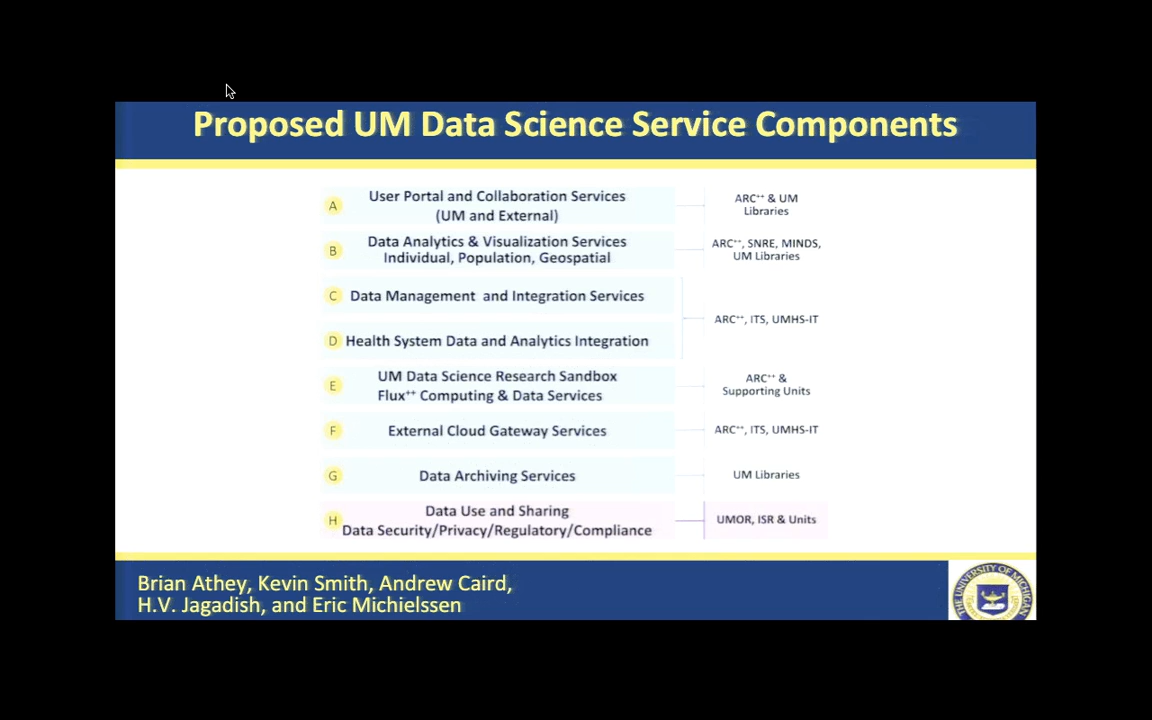 Proposed UM Data Science Service Components
A
User Portal and Collaboration Services
(UM and External)
ARC⁺⁺ & UM
Libraries
B
Data Analytics & Visualization Services
Individual, Population, Geospatial
ARC⁺⁺, SNRE, MINDS,
UM Libraries
C
Data Management and Integration Services
D
Health System Data and Analytics Integration
ARC⁺⁺, ITS, UMHS-IT
E
UM Data Science Research Sandbox
Flux⁺⁺ Computing & Data Services
ARC⁺⁺ &
Supporting Units
F
External Cloud Gateway Services
ARC⁺⁺, ITS, UMHS-IT
G
Data Archiving Services
UM Libraries
H
Data Use and Sharing
Data Security/Privacy/Regulatory/Compliance
UMOR, ISR & Units
Brian Athey, Kevin Smith, Andrew Caird,
H.V. Jagadish, and Eric Michielssen
THE UNIVERSITY OF MICHIGAN